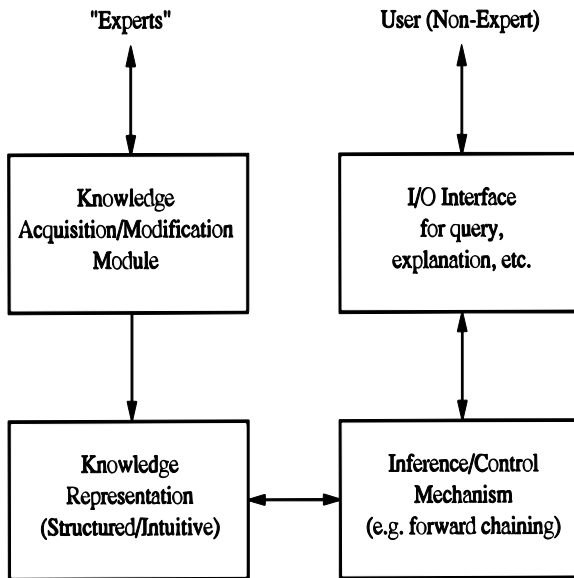 "Experts"
User (Non-Expert)
Knowledge
Acquisition/Modification
Module
I/O Interface
for query,
explanation, etc.
Knowledge
Representation
(Structured/Intuitive)
Inference/Control
Mechanism
(e.g. forward chaining)